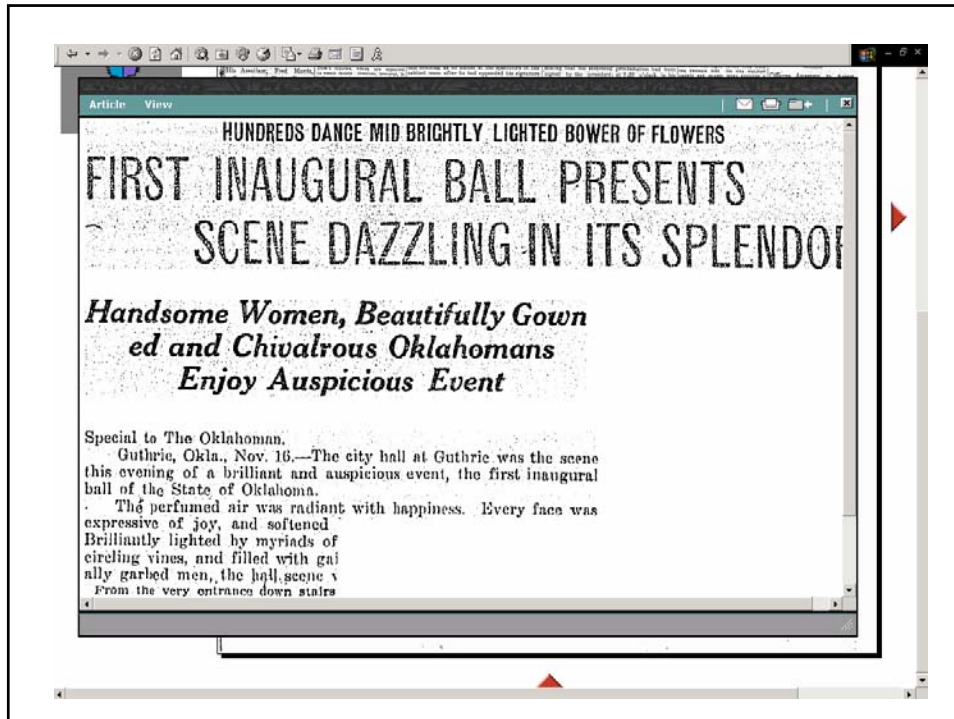 Article View
HUNDREDS DANCE MID BRIGHTLY LIGHTED BOWER OF FLOWERS
FIRST INAUGURAL BALL PRESENTS
SCENE DAZZLING IN ITS SPLENDOR
Handsome Women, Beautifully Gown
ed and Chivalrous Oklahomans
Enjoy Auspicious Event
Special to The Oklahoman.
Guthrie, Okla., Nov. 16.—The city hall at Guthrie was the scene
this evening of a brilliant and auspicious event, the first inaugural
ball of the State of Oklahoma.
The perfumed air was radiant with happiness. Every face was
expressive of joy, and softened
Brilliantly lighted by myriads of
circling vines, and filled with gai
ally garbed men, the hall scene
From the very entrance down stairs